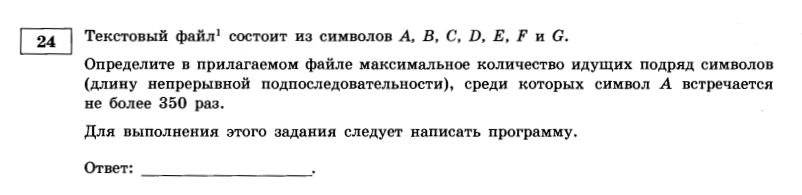 24
Текстовый файл¹ состоит из символов A, B, C, D, E, F и G.
Определите в прилагаемом файле максимальное количество идущих подряд символов
(длину непрерывной подпоследовательности), среди которых символ A встречается
не более 350 раз.
Для выполнения этого задания следует написать программу.
Ответ: ____________________.